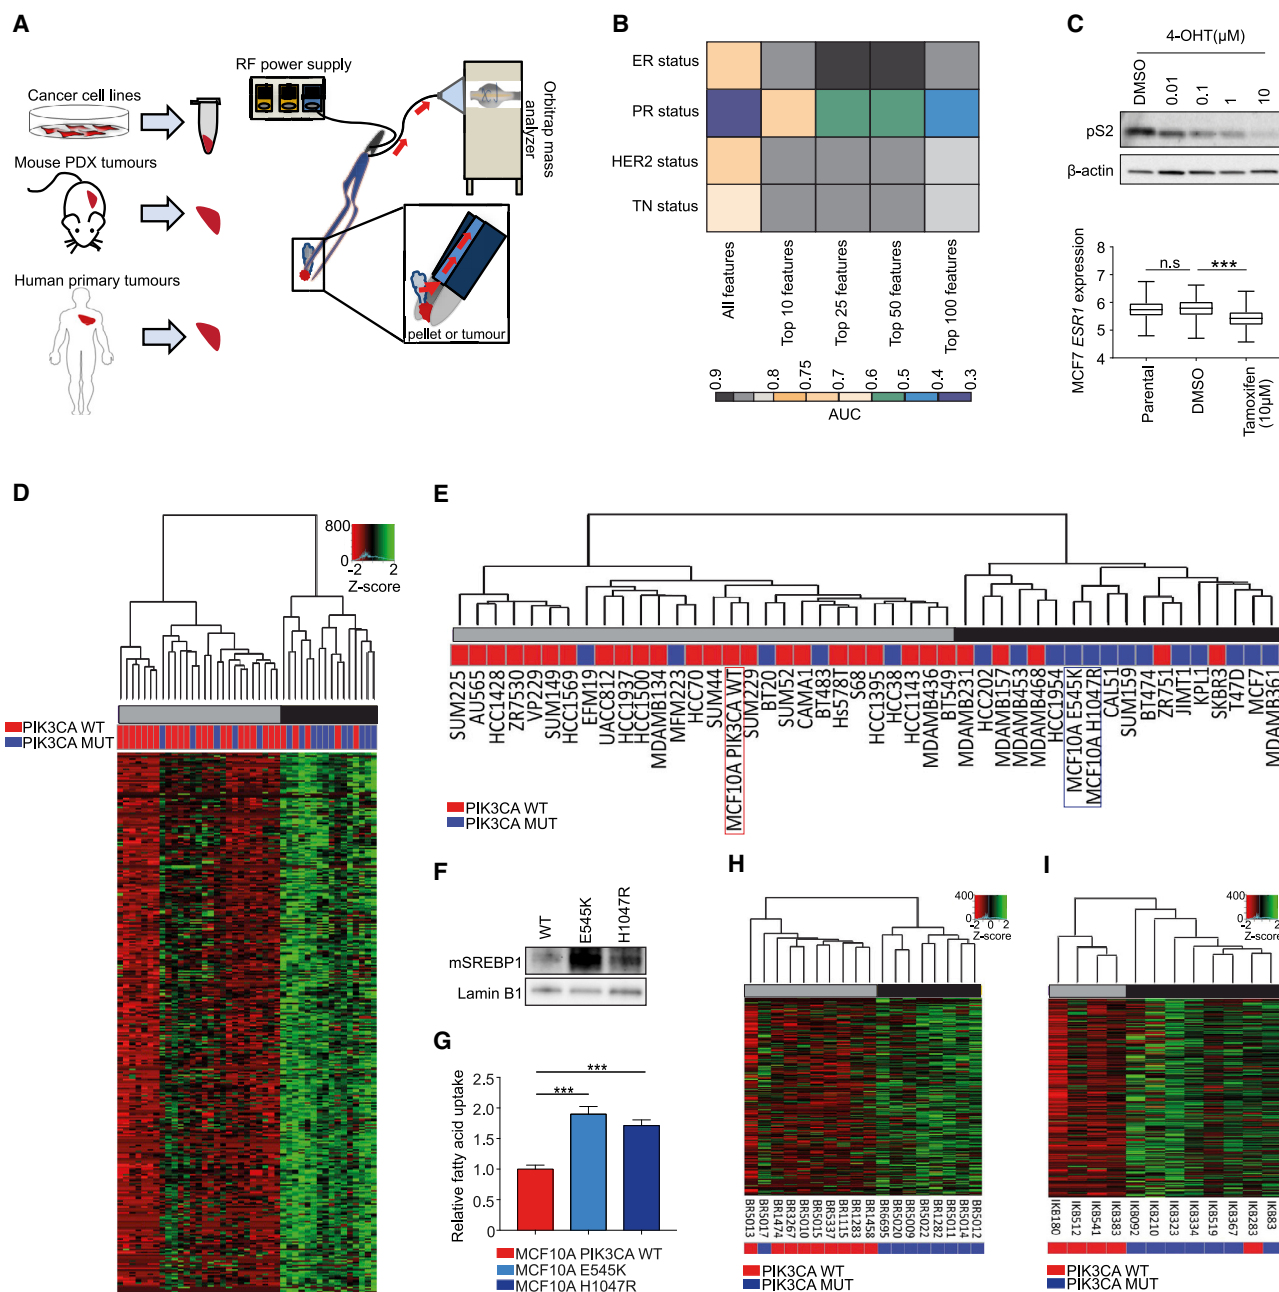 A
RF power supply
Cancer cell lines
Mouse PDX tumours
Human primary tumours
Orbitrap mass
analyzer
pellet or tumour
B
ER status
PR status
HER2 status
TN status
All features
Top 10 features
Top 25 features
Top 50 features
Top 100 features
0.9
0.8
0.75
0.7
0.6
0.5
0.4
0.3
AUC
C
4-OHT(µM)
DMSO
0.01
0.1
1
10
pS2
β-actin
MCF7 ESR1 expression
8
7
6
5
4
n.s
***
Parental
DMSO
Tamoxifen
(10µM)
D
800
0
-2
2
Z-score
PIK3CA WT
PIK3CA MUT
E
SUM225
AU565
HCC1428
ZR7530
VP229
SUM149
HCC1569
EFM19
UACC812
HCC1937
HCC1500
MDAMB134
MFM223
HCC70
SUM44
MCF10A PIK3CA WT
SUM229
BT20
SUM52
CAMA1
BT483
Hs578T
S68
HCC1395
HCC38
HCC1143
MDAMB436
BT549
MDAMB231
HCC202
MDAMB157
MDAMB453
MDAMB468
HCC1954
MCF10A E545K
MCF10A H1047R
CAL51
SUM159
BT474
ZR751
JIMT1
KPL1
SKBR3
T47D
MCF7
MDAMB361
PIK3CA WT
PIK3CA MUT
F
WT
E545K
H1047R
mSREBP1
Lamin B1
G
Relative fatty acid uptake
2.5
2.0
1.5
1.0
0.5
0
***
***
MCF10A PIK3CA WT
MCF10A E545K
MCF10A H1047R
H
400
0
-2
2
Z-score
BR5013
BR5017
BR1474
BR3267
BR5010
BR5015
BR5337
BR1115
BR1283
BR1458
BR6695
BR5020
BR5009
BR5022
BR1282
BR5011
BR5014
BR5012
PIK3CA WT
PIK3CA MUT
I
400
0
-2
2
Z-score
IKB180
IKB512
IKB541
IKB383
IKB092
IKB210
IKB323
IKB334
IKB519
IKB367
IKB283
IKB83
PIK3CA WT
PIK3CA MUT